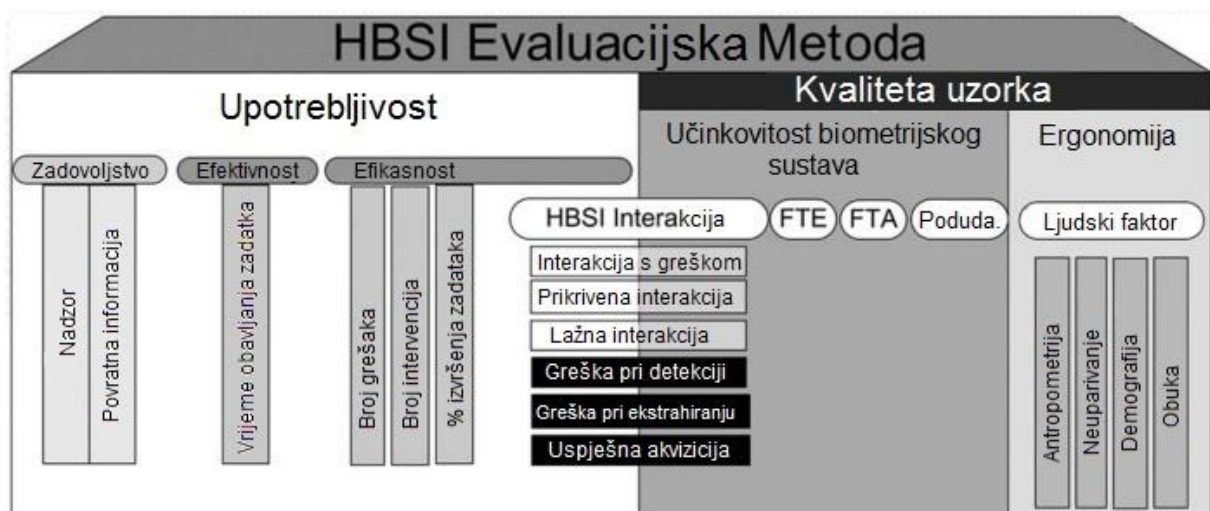 HBSI Evaluacijska Metoda
Upotrebljivost
Kvaliteta uzorka
Učinkovitost biometrijskog
sustava
Ergonomija
Zadovoljstvo
Efektivnost
Efikasnost
Nadzor
Povratna informacija
Vrijeme obavljanja zadatka
Broj grešaka
Broj intervencija
% izvršenja zadataka
HBSI Interakcija
FTE
FTA
Poduda.
Ljudski faktor
Interakcija s greškom
Prikrivena interakcija
Lažna interakcija
Greška pri detekciji
Greška pri ekstrahiranju
Uspješna akvizicija
Antropometrija
Neuparivanje
Demografija
Obuka